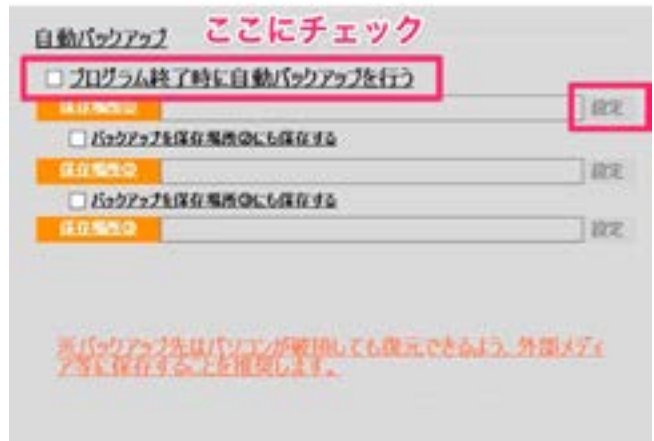 自動バックアップ ここにチェック
プログラム終了時に自動バックアップを行う
保存場所① 設定
バックアップを保存場所②にも保存する
保存場所② 設定
バックアップを保存場所③にも保存する
保存場所③ 設定
※バックアップ先はパソコンが破損しても復元できるよう、外部メディ
ア等に保存することを推奨します。